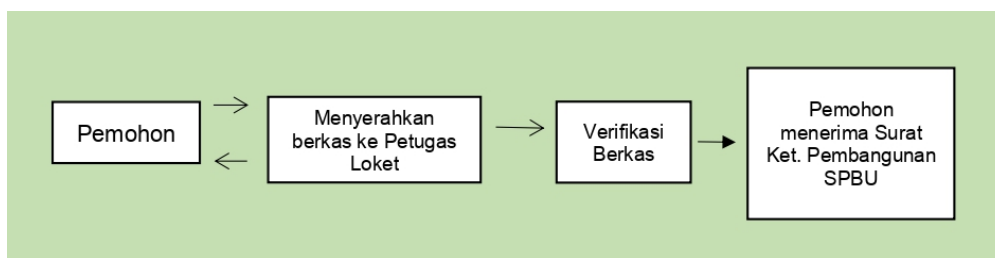 Pemohon
Menyerahkan
berkas ke Petugas
Loket
Verifikasi
Berkas
Pemohon
menerima Surat
Ket. Pembangunan
SPBU